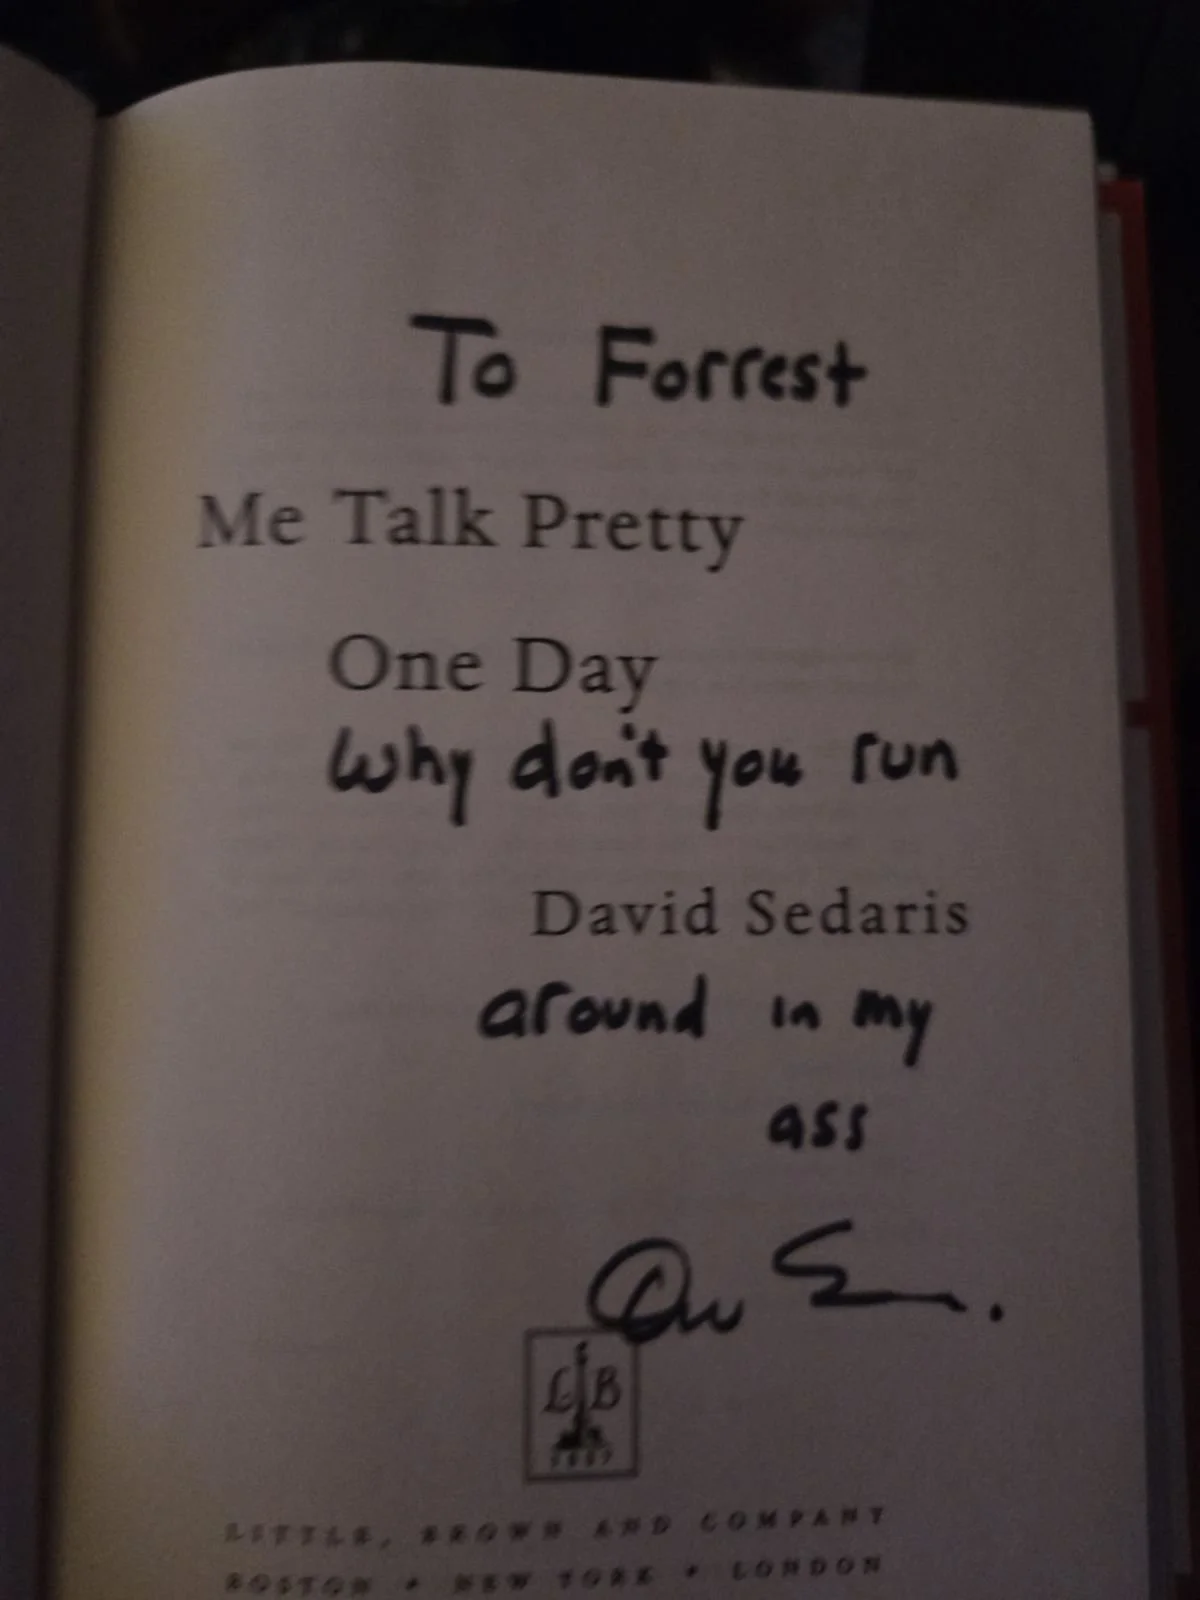 To Forrest
Me Talk Pretty
One Day
Why don't you run
David Sedaris
around in my
ass
L B
LITTLE, BROWN AND COMPANY
BOSTON • NEW YORK • LONDON